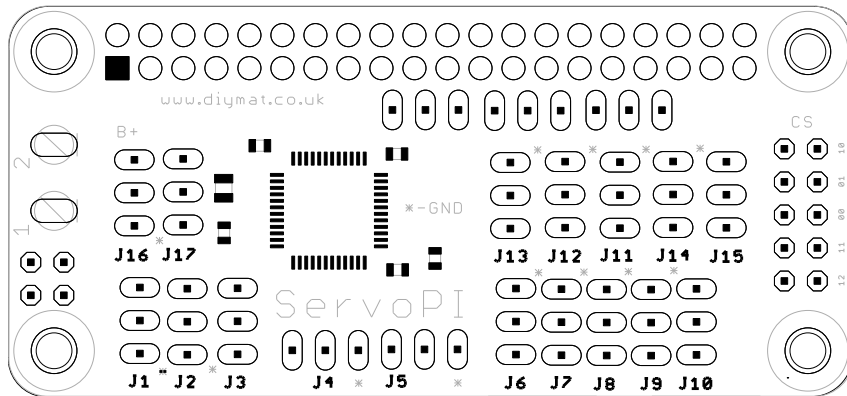 www.diymat.co.uk
B+
CS
2
10
01
*-GND
1
00
J16 J17
J13 J12 J11 J14 J15
11
12
ServoPI
J1 J2 J3 J4 J5 J6 J7 J8 J9 J10